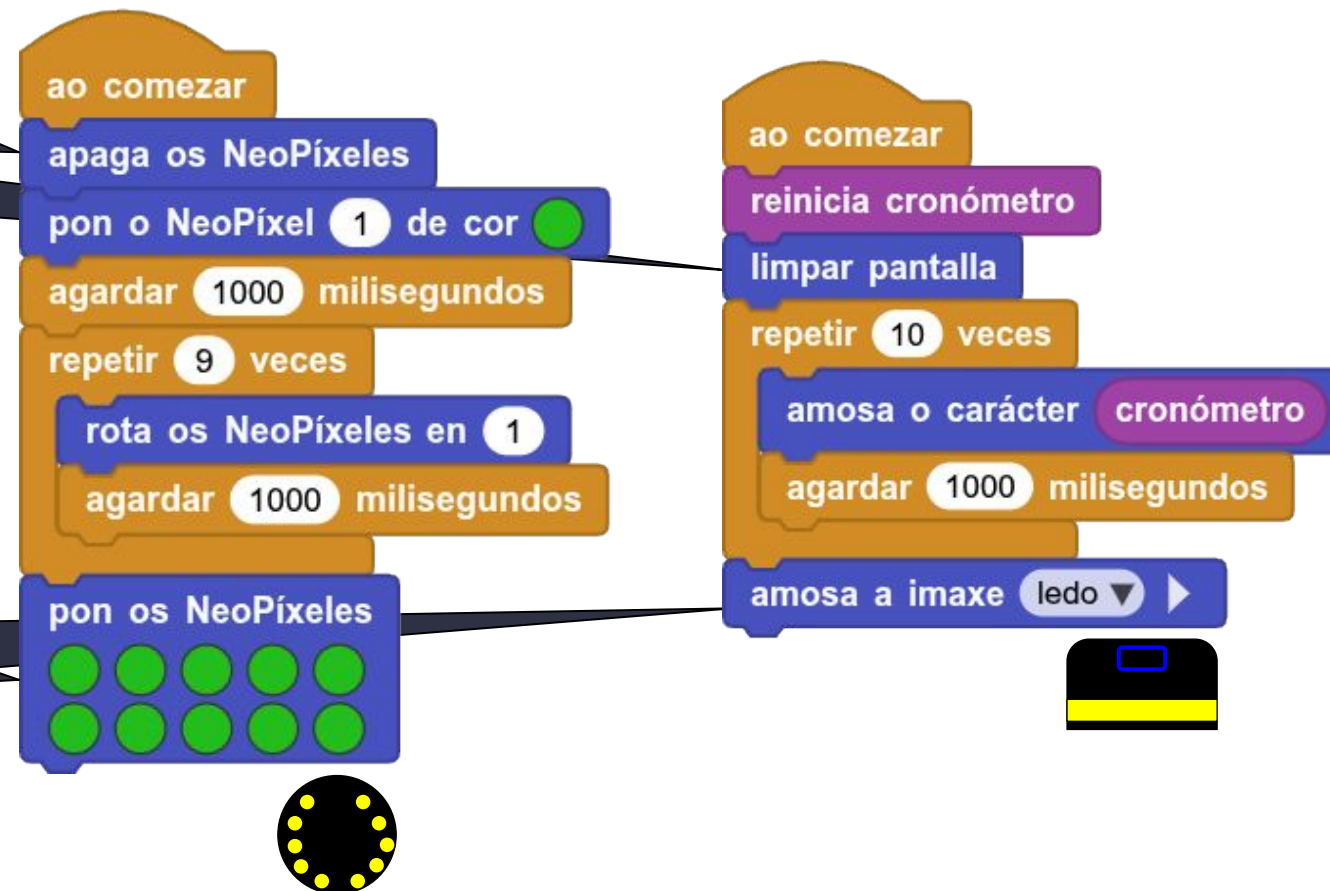 ao comezar
apaga os NeoPíxeles
pon o NeoPíxel 1 de cor
agardar 1000 milisegundos
repetir 9 veces
rota os NeoPíxeles en 1
agardar 1000 milisegundos
pon os NeoPíxeles
ao comezar
reinicia cronómetro
limpar pantalla
repetir 10 veces
amosa o carácter cronómetro
agardar 1000 milisegundos
amosa a imaxe ledo